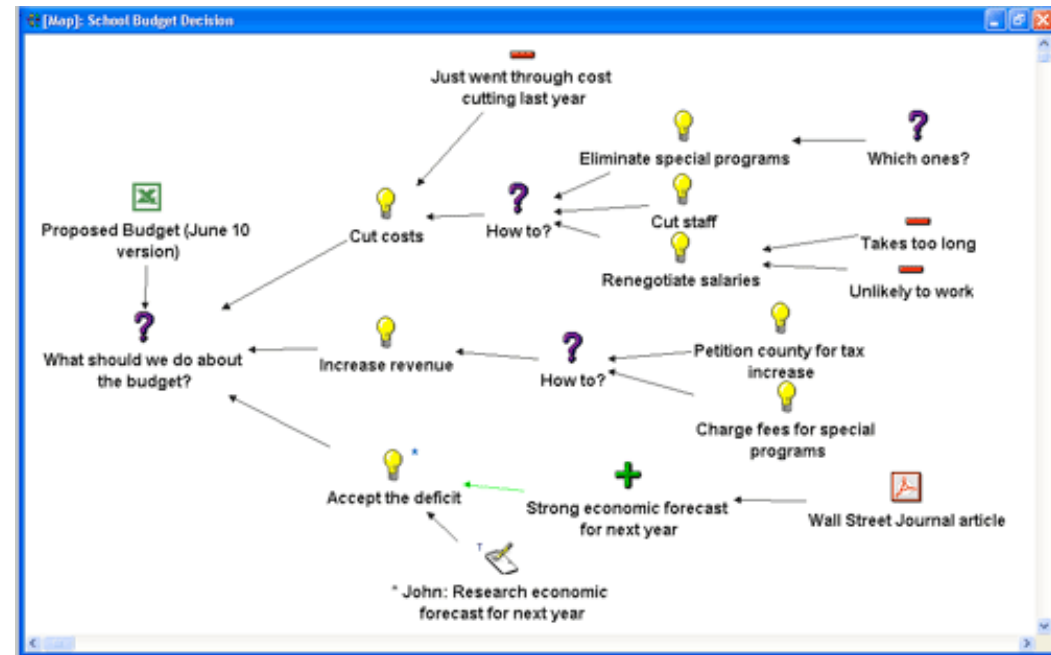 [Map]: School Budget Decision
Just went through cost
cutting last year
Eliminate special programs
Which ones?
Proposed Budget (June 10
version)
Cut costs
How to?
Cut staff
Takes too long
Renegotiate salaries
Unlikely to work
What should we do about
the budget?
Increase revenue
How to?
Petition county for tax
increase
Charge fees for special
programs
*
Accept the deficit
Strong economic forecast
for next year
Wall Street Journal article
T
* John: Research economic
forecast for next year